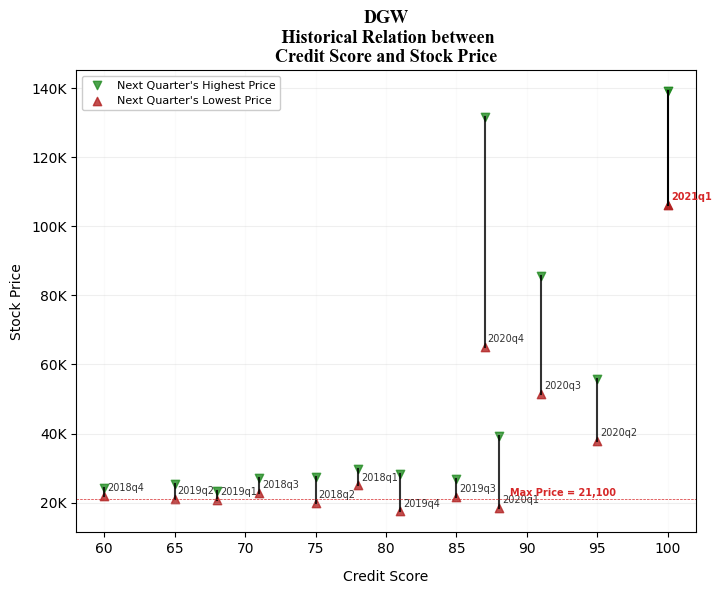 DGW
Historical Relation between
Credit Score and Stock Price
Next Quarter's Highest Price
Next Quarter's Lowest Price
140K
120K
100K
80K
60K
40K
20K
Stock Price
2021q1
2020q4
2020q3
2020q2
2018q4
2019q2
2019q1
2018q3
2018q2
2018q1
2019q4
2019q3
Max Price = 21,100
2020q1
60
65
70
75
80
85
90
95
100
Credit Score